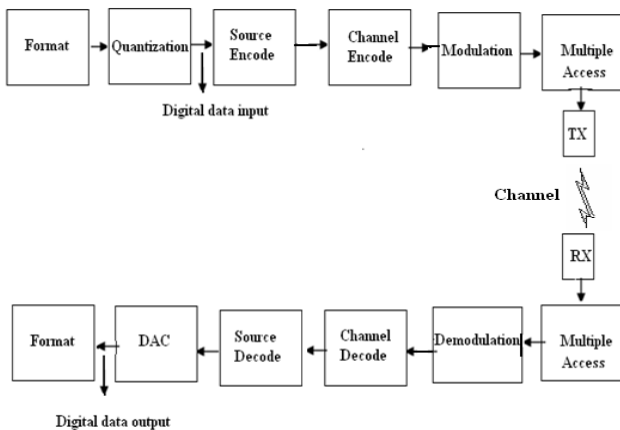 Format
Quantization
Source
Encode
Channel
Encode
Modulation
Multiple
Access
Digital data input
TX
Channel
RX
Format
DAC
Source
Decode
Channel
Decode
Demodulation
Multiple
Access
Digital data output